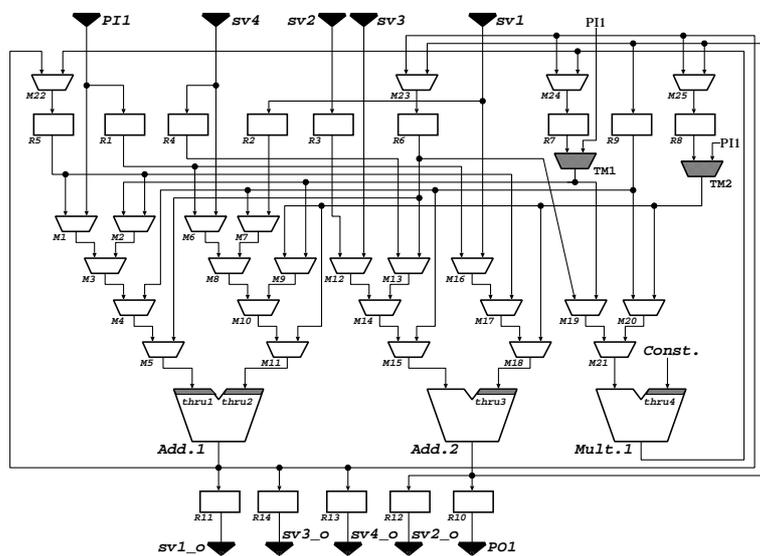 PI1 sv4 sv2 sv3 sv1 PI1
M22 M23 M24 M25
R5 R1 R4 R2 R3 R6 R7 R9 R8 PI1
TM1 TM2
M1 M2 M6 M7
M3 M8 M9 M12 M13 M16
M4 M10 M14 M17 M19 M20
M5 M11 M15 M18 M21 Const.
thru1 thru2 thru3 thru4
Add.1 Add.2 Mult.1
R11 R14 R13 R12 R10
sv1_o sv3_o sv4_o sv2_o PO1